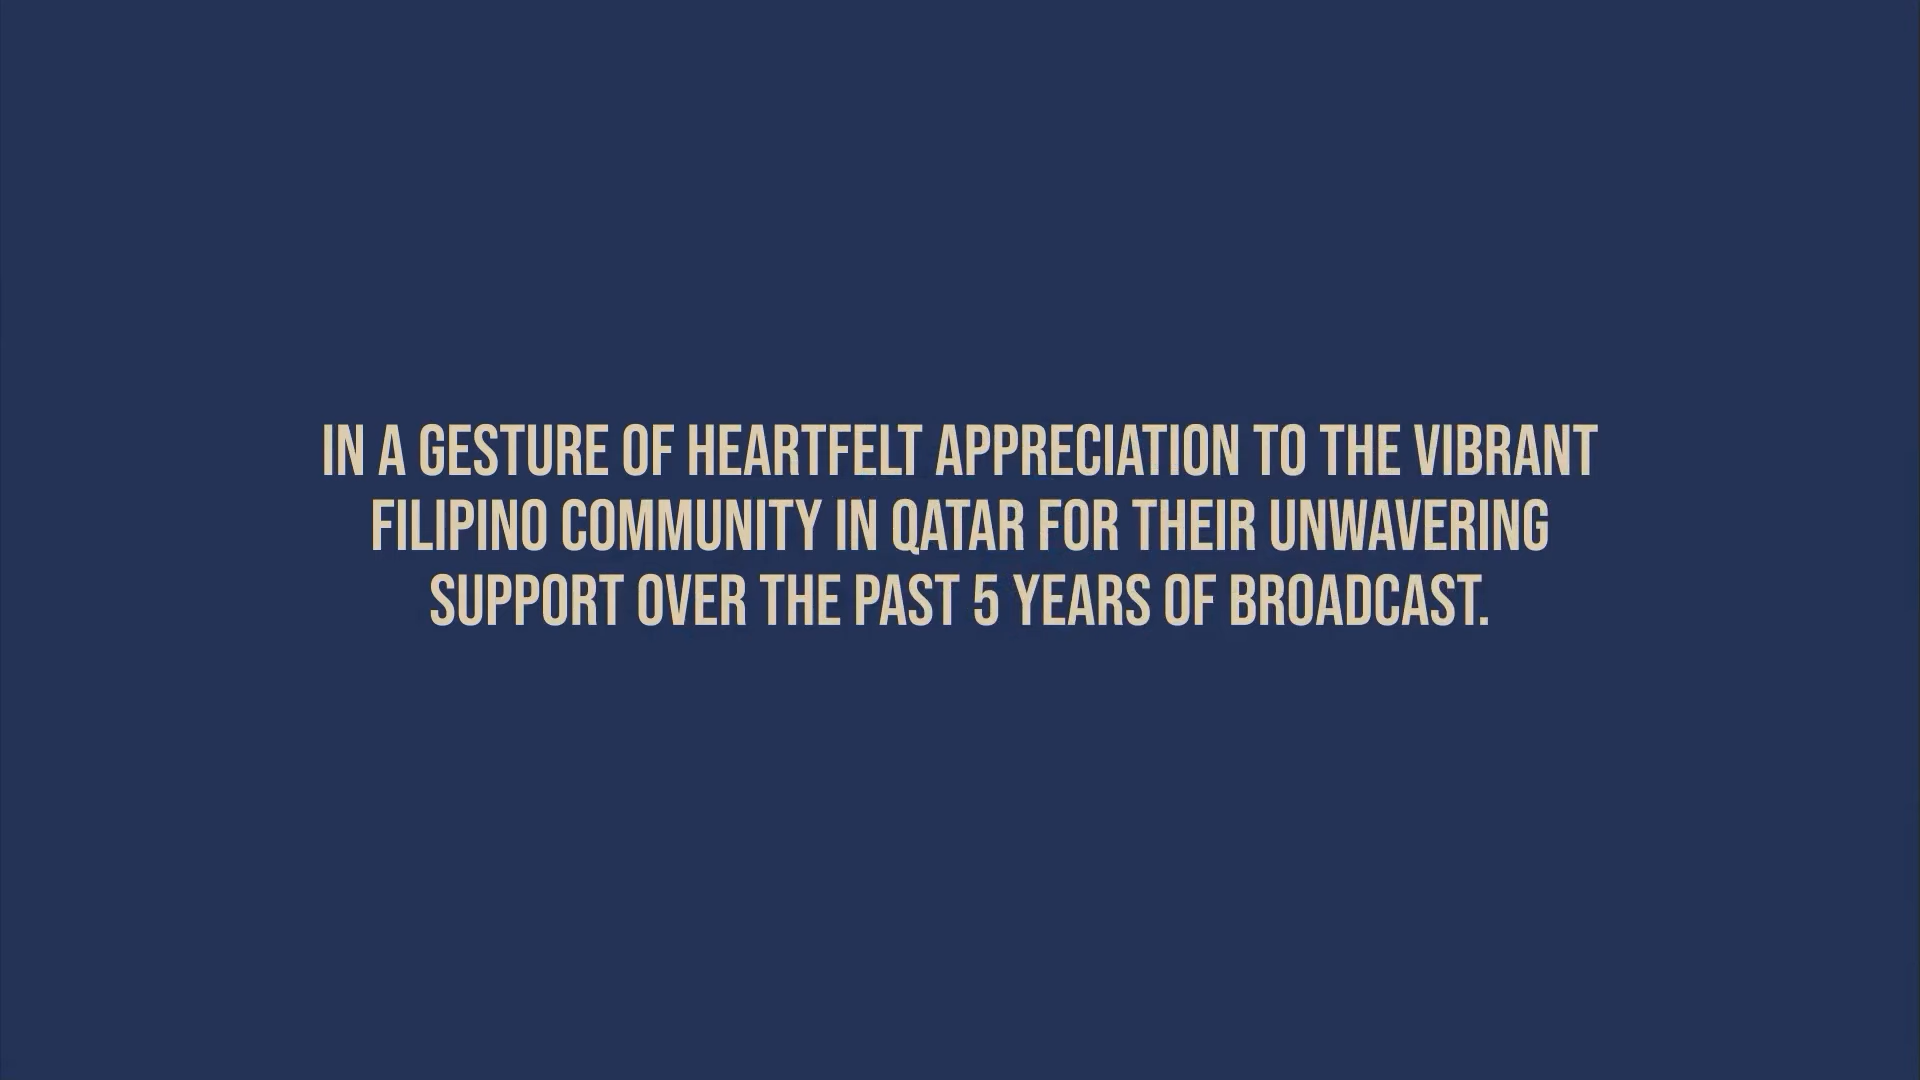 IN A GESTURE OF HEARTFELT APPRECIATION TO THE VIBRANT
FILIPINO COMMUNITY IN QATAR FOR THEIR UNWAVERING
SUPPORT OVER THE PAST 5 YEARS OF BROADCAST.